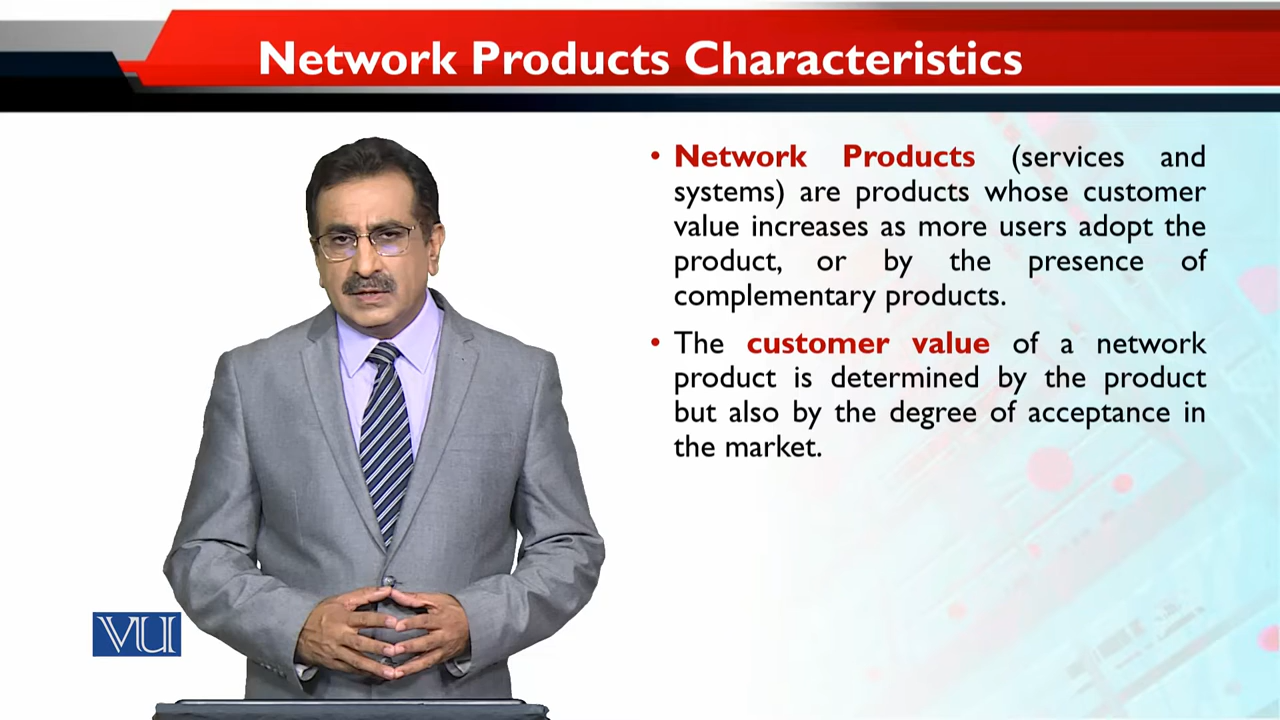 Network Products Characteristics
• Network Products (services and
systems) are products whose customer
value increases as more users adopt the
product, or by the presence of
complementary products.
• The customer value of a network
product is determined by the product
but also by the degree of acceptance in
the market.
VU